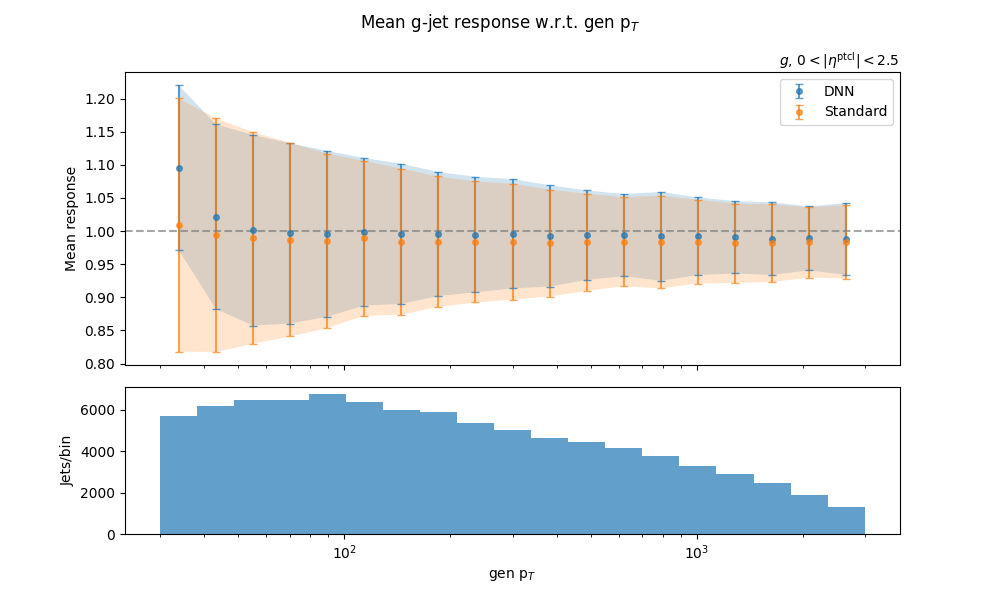 Mean g-jet response w.r.t. gen p_T
g, 0 < |η^ptcl| < 2.5
DNN
Standard
Mean response
1.20
1.15
1.10
1.05
1.00
0.95
0.90
0.85
0.80
Jets/bin
6000
4000
2000
0
10^2
10^3
gen p_T